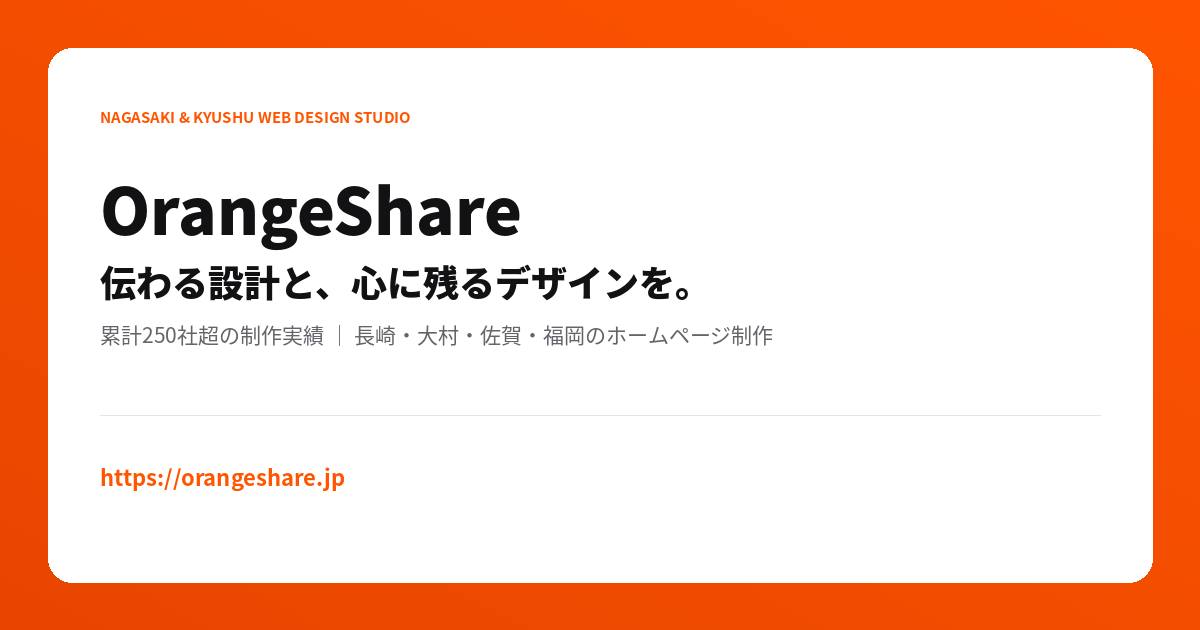 NAGASAKI & KYUSHU WEB DESIGN STUDIO
OrangeShare
伝わる設計と、心に残るデザインを。
累計250社超の制作実績 ｜ 長崎・大村・佐賀・福岡のホームページ制作
https://orangeshare.jp